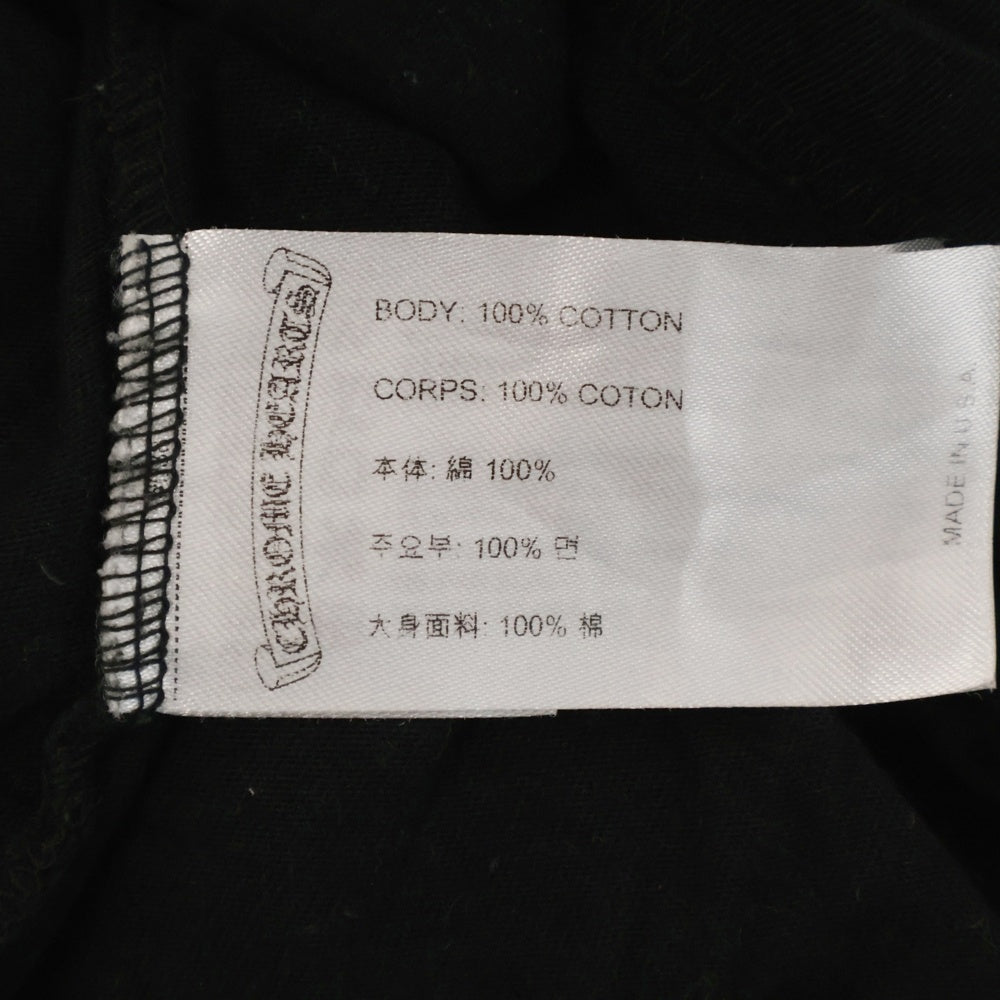 CHROME HEARTS
BODY: 100% COTTON
CORPS: 100% COTON
本体: 綿 100%
주요부: 100% 면
大身面料: 100% 棉
MADE IN U.S.A.